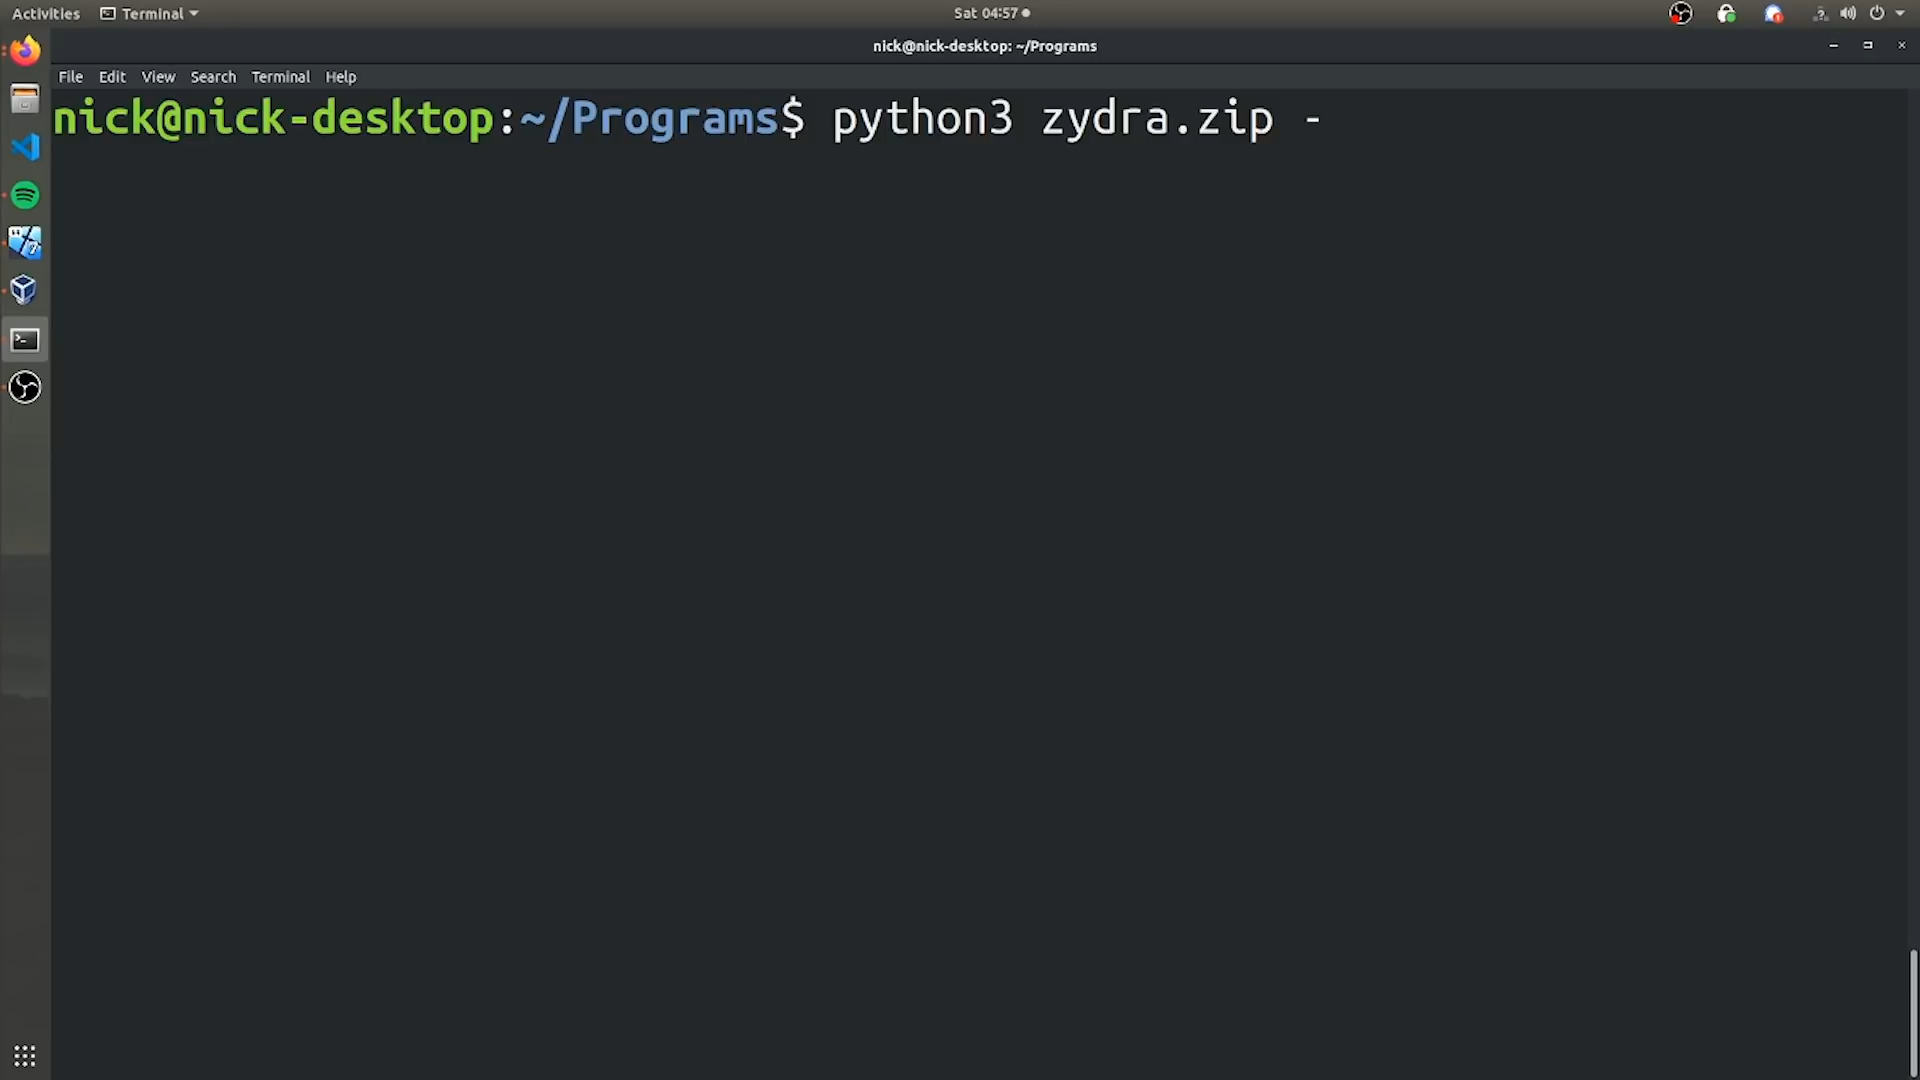 Activities Terminal Sat 04:57
nick@nick-desktop: ~/Programs
File Edit View Search Terminal Help
nick@nick-desktop:~/Programs$ python3 zydra.zip -